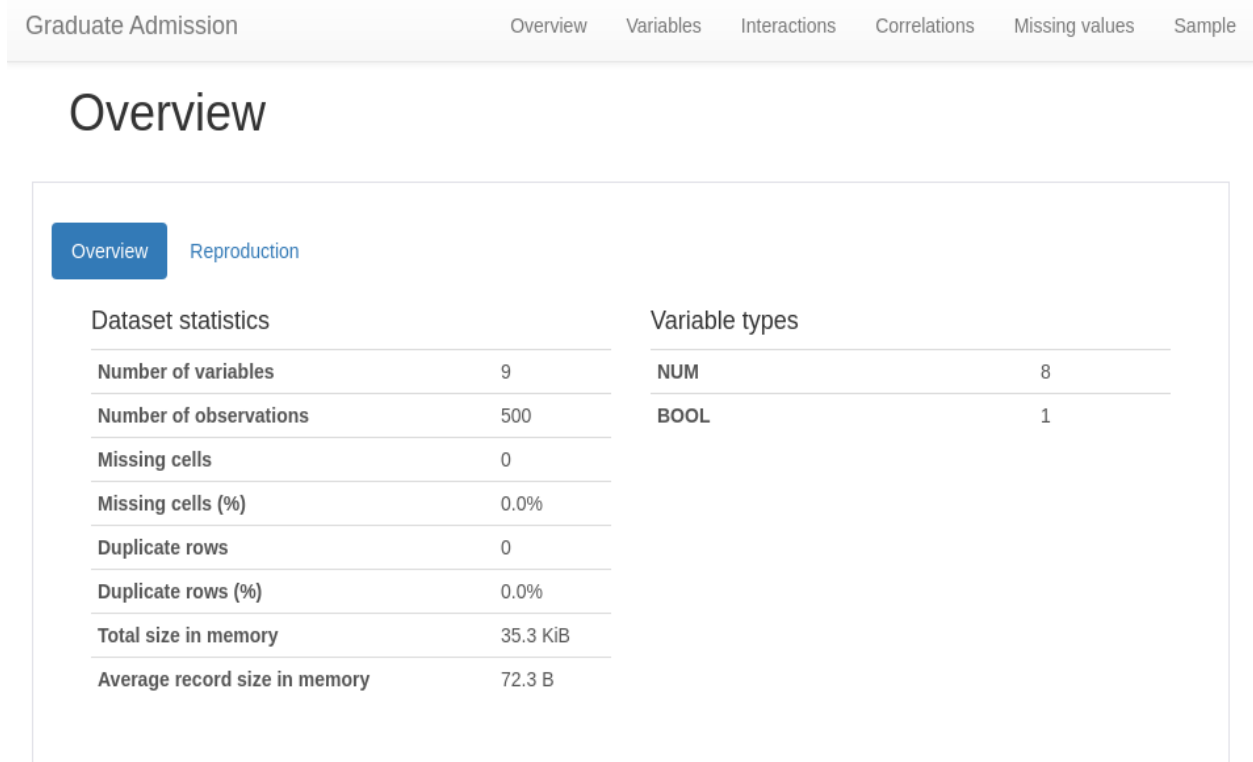 Graduate Admission Overview Variables Interactions Correlations Missing values Sample
Overview
Overview Reproduction
Dataset statistics
Number of variables 9
Number of observations 500
Missing cells 0
Missing cells (%) 0.0%
Duplicate rows 0
Duplicate rows (%) 0.0%
Total size in memory 35.3 KiB
Average record size in memory 72.3 B
Variable types
NUM 8
BOOL 1